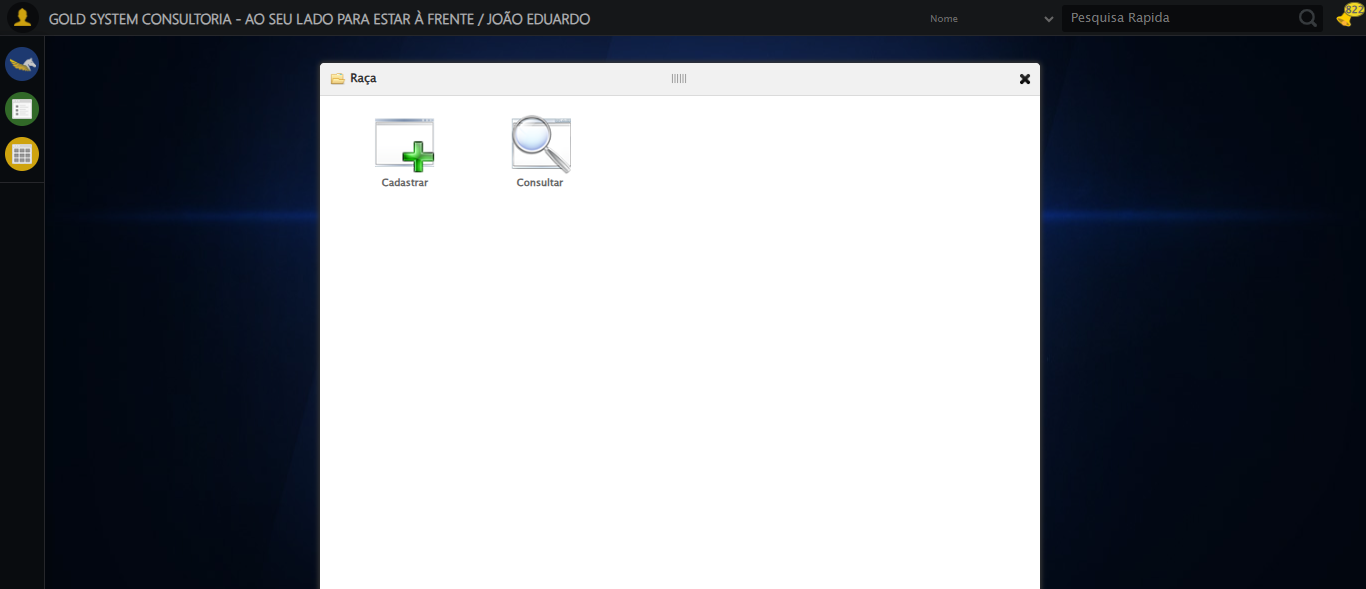 GOLD SYSTEM CONSULTORIA - AO SEU LADO PARA ESTAR À FRENTE / JOÃO EDUARDO
Nome
Pesquisa Rapida
822
Raça
Cadastrar
Consultar